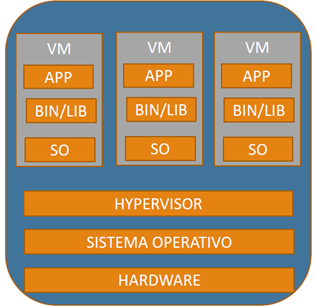 VM VM VM
APP APP APP
BIN/LIB BIN/LIB BIN/LIB
SO SO SO
HYPERVISOR
SISTEMA OPERATIVO
HARDWARE